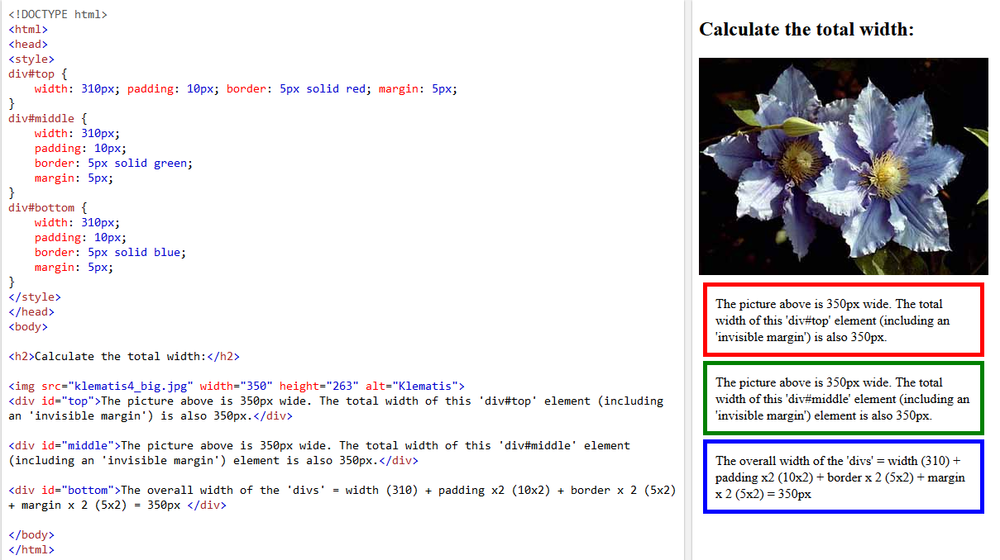 <!DOCTYPE html>
<html>
<head>
<style>
div#top {
    width: 310px; padding: 10px; border: 5px solid red; margin: 5px;
}
div#middle {
    width: 310px;
    padding: 10px;
    border: 5px solid green;
    margin: 5px;
}
div#bottom {
    width: 310px;
    padding: 10px;
    border: 5px solid blue;
    margin: 5px;
}
</style>
</head>
<body>
<h2>Calculate the total width:</h2>
<img src="klematis4_big.jpg" width="350" height="263" alt="Klematis">
<div id="top">The picture above is 350px wide. The total width of this 'div#top' element (including
an 'invisible margin') is also 350px.</div>
<div id="middle">The picture above is 350px wide. The total width of this 'div#middle' element
(including an 'invisible margin') element is also 350px.</div>
<div id="bottom">The overall width of the 'divs' = width (310) + padding x2 (10x2) + border x 2 (5x2)
+ margin x 2 (5x2) = 350px </div>
</body>
</html>
Calculate the total width:
The picture above is 350px wide. The total
width of this 'div#top' element (including an
'invisible margin') is also 350px.
The picture above is 350px wide. The total
width of this 'div#middle' element (including an
'invisible margin') element is also 350px.
The overall width of the 'divs' = width (310) +
padding x2 (10x2) + border x 2 (5x2) + margin
x 2 (5x2) = 350px